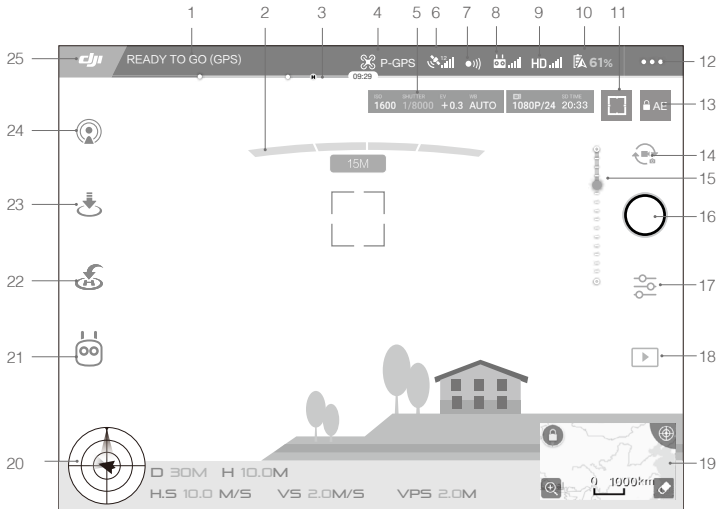 1 2 3 4 5 6 7 8 9 10 11
25 dji READY TO GO (GPS) P-GPS 12 HD 61% 12
H 09:29
ISO SHUTTER EV WB SD TIME
1600 1/8000 +0.3 AUTO 1080P/24 20:33 AE 13
24 14
15M 15
23 16
22 17
21 18
20 D 30M H 10.0M 0 1000km 19
H.S 10.0 M/S VS 2.0M/S VPS 2.0M